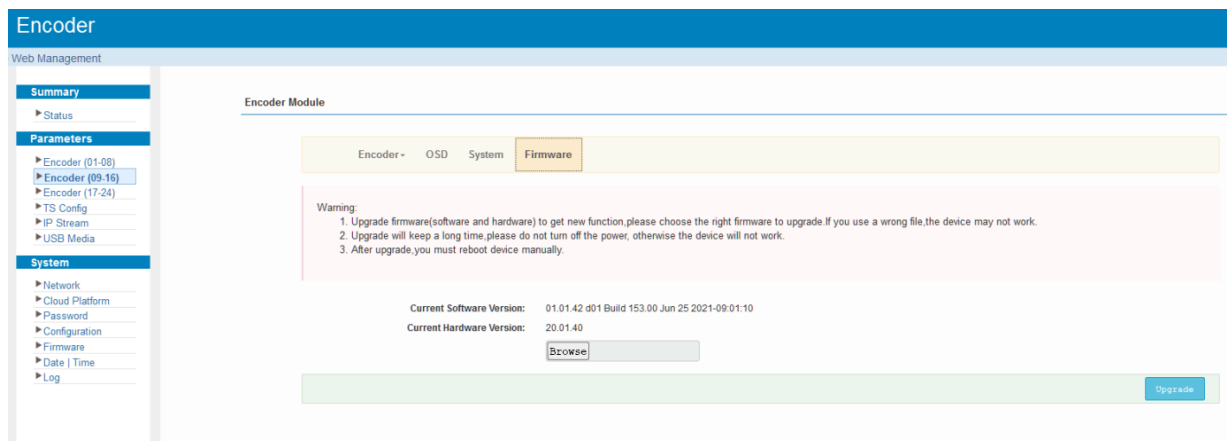 Encoder
Web Management
Summary
Status
Parameters
Encoder (01-08)
Encoder (09-16)
Encoder (17-24)
TS Config
IP Stream
USB Media
System
Network
Cloud Platform
Password
Configuration
Firmware
Date | Time
Log
Encoder Module
Encoder OSD System Firmware
Warning:
1. Upgrade firmware(software and hardware) to get new function,please choose the right firmware to upgrade.If you use a wrong file,the device may not work.
2. Upgrade will keep a long time,please do not turn off the power, otherwise the device will not work.
3. After upgrade,you must reboot device manually.
Current Software Version: 01.01.42 d01 Build 153.00 Jun 25 2021-09:01:10
Current Hardware Version: 20.01.40
Browse
Upgrade